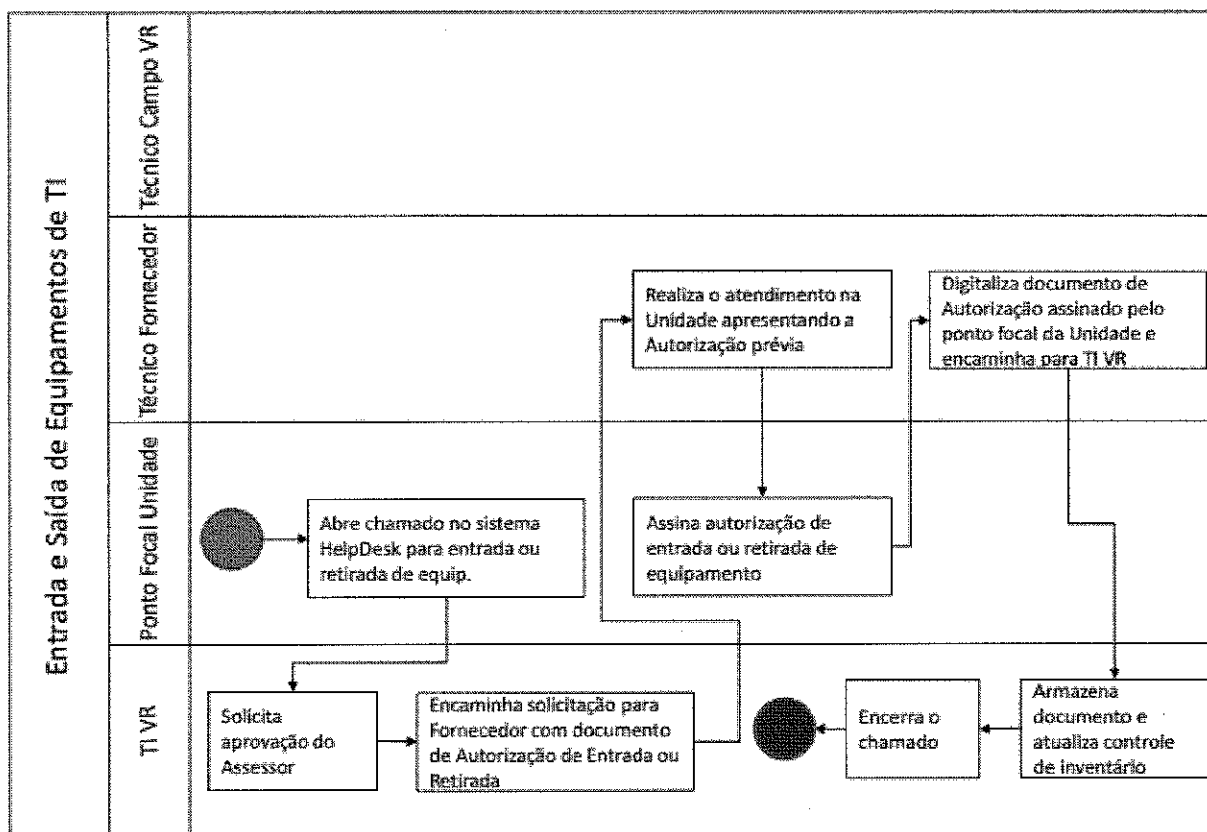 Entrada e Saída de Equipamentos de TI
Técnico Campo VR
Técnico Fornecedor
Realiza o atendimento na
Unidade apresentando a
Autorização prévia
Digitaliza documento de
Autorização assinado pelo
ponto focal da Unidade e
encaminha para TI VR
Ponto Focal Unidade
Abre chamado no sistema
HelpDesk para entrada ou
retirada de equip.
Assina autorização de
entrada ou retirada de
equipamento
TI VR
Solicita
aprovação do
Assessor
Encaminha solicitação para
Fornecedor com documento
de Autorização de Entrada ou
Retirada
Encerra o
chamado
Armazena
documento e
atualiza controle
de inventário